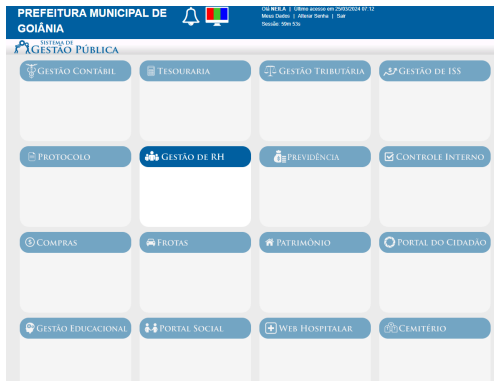 PREFEITURA MUNICIPAL DE GOIÂNIA
Olá NEILA | Último acesso em 25/03/2024 07:12
Meus Dados | Alterar Senha | Sair
Sessão: 59m 53s
SISTEMA DE
GESTÃO PÚBLICA
GESTÃO CONTÁBIL
TESOURARIA
GESTÃO TRIBUTÁRIA
GESTÃO DE ISS
PROTOCOLO
GESTÃO DE RH
PREVIDÊNCIA
CONTROLE INTERNO
COMPRAS
FROTAS
PATRIMÔNIO
PORTAL DO CIDADÃO
GESTÃO EDUCACIONAL
PORTAL SOCIAL
WEB HOSPITALAR
CEMITÉRIO